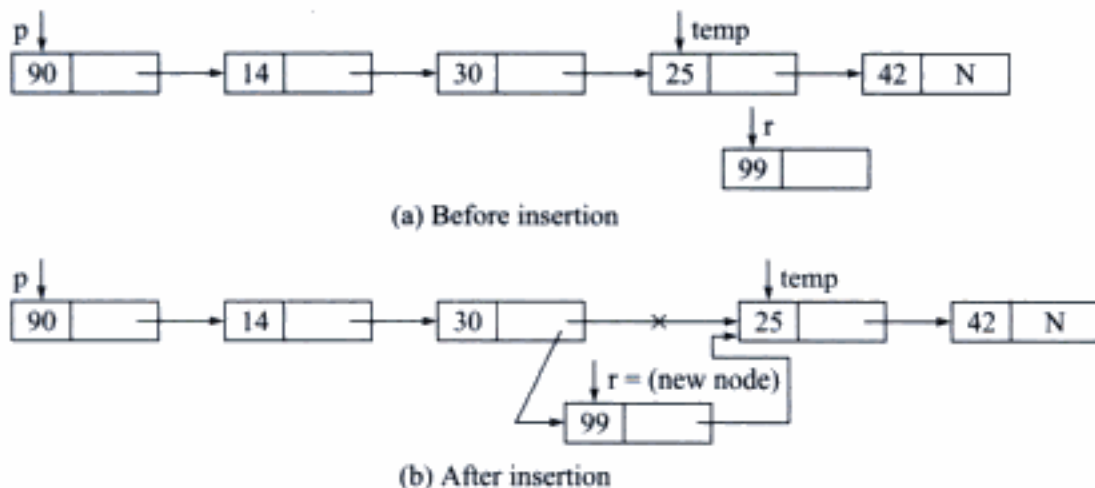 p temp
90 14 30 25 42 N
r
99
(a) Before insertion
p temp
90 14 30 25 42 N
r = (new node)
99
(b) After insertion